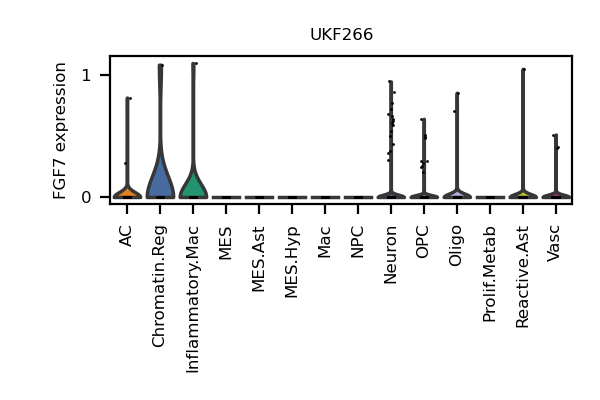 UKF266
FGF7 expression
1
0
AC
Chromatin.Reg
Inflammatory.Mac
MES
MES.Ast
MES.Hyp
Mac
NPC
Neuron
OPC
Oligo
Prolif.Metab
Reactive.Ast
Vasc